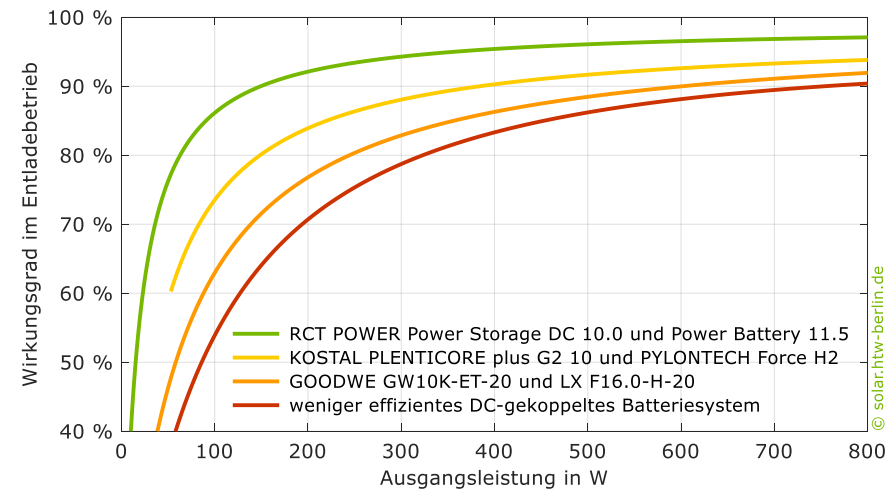 100 %
90 %
80 %
70 %
60 %
50 %
40 %
Wirkungsgrad im Entladebetrieb
RCT POWER Power Storage DC 10.0 und Power Battery 11.5
KOSTAL PLENTICORE plus G2 10 und PYLONTECH Force H2
GOODWE GW10K-ET-20 und LX F16.0-H-20
weniger effizientes DC-gekoppeltes Batteriesystem
0 100 200 300 400 500 600 700 800
Ausgangsleistung in W
© solar.htw-berlin.de